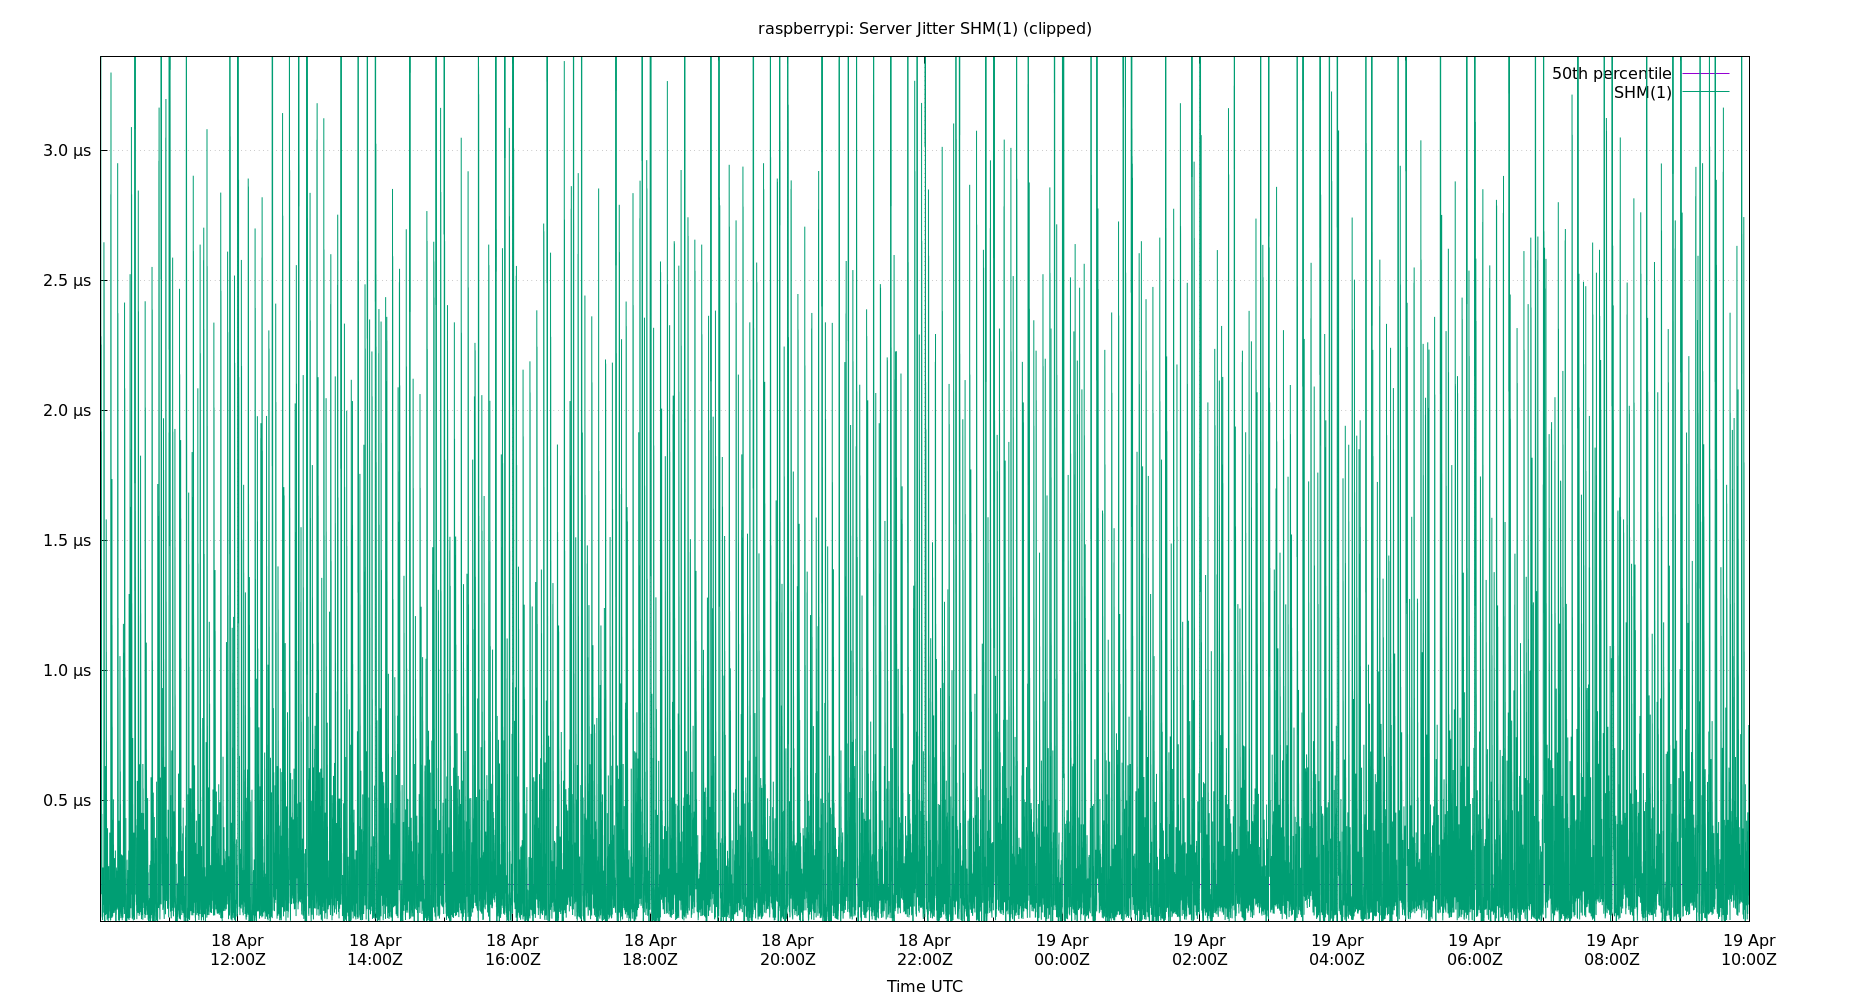 raspberrypi: Server Jitter SHM(1) (clipped)
50th percentile
SHM(1)
3.0 µs
2.5 µs
2.0 µs
1.5 µs
1.0 µs
0.5 µs
18 Apr 18 Apr 18 Apr 18 Apr 18 Apr 18 Apr 19 Apr 19 Apr 19 Apr 19 Apr 19 Apr 19 Apr
12:00Z 14:00Z 16:00Z 18:00Z 20:00Z 22:00Z 00:00Z 02:00Z 04:00Z 06:00Z 08:00Z 10:00Z
Time UTC